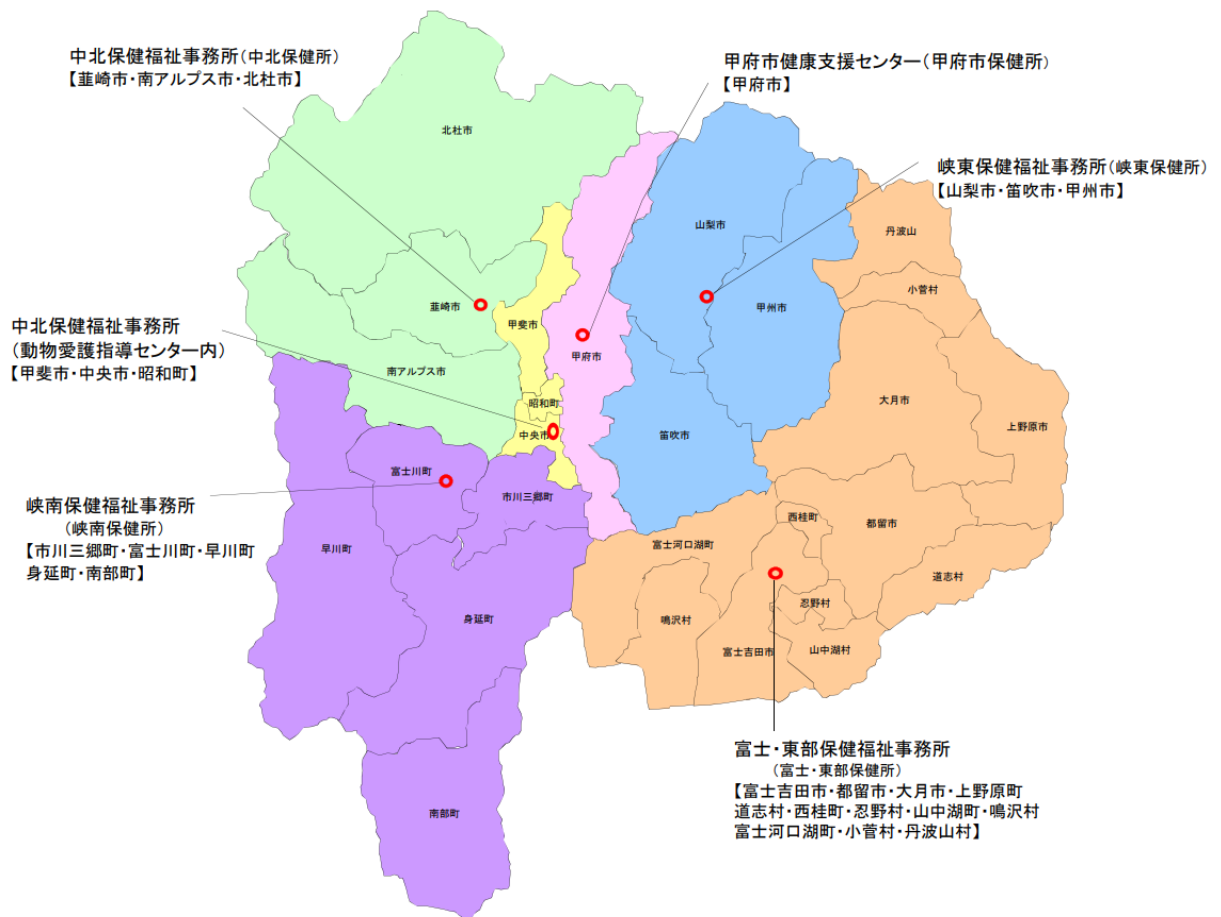 中北保健福祉事務所(中北保健所)
【韮崎市・南アルプス市・北杜市】
甲府市健康支援センター(甲府市保健所)
【甲府市】
峡東保健福祉事務所(峡東保健所)
【山梨市・笛吹市・甲州市】
中北保健福祉事務所
(動物愛護指導センター内)
【甲斐市・中央市・昭和町】
峡南保健福祉事務所
(峡南保健所)
【市川三郷町・富士川町・早川町
身延町・南部町】
北杜市
山梨市
丹波山
小菅村
韮崎市
甲斐市
甲州市
甲府市
南アルプス市
大月市
昭和町
上野原市
中央市
笛吹市
富士川町
市川三郷町
西桂町
都留市
早川町
富士河口湖町
道志村
忍野村
身延町
鳴沢村
富士吉田市
山中湖村
南部町
富士・東部保健福祉事務所
(富士・東部保健所)
【富士吉田市・都留市・大月市・上野原町
道志村・西桂町・忍野村・山中湖町・鳴沢村
富士河口湖町・小菅村・丹波山村】